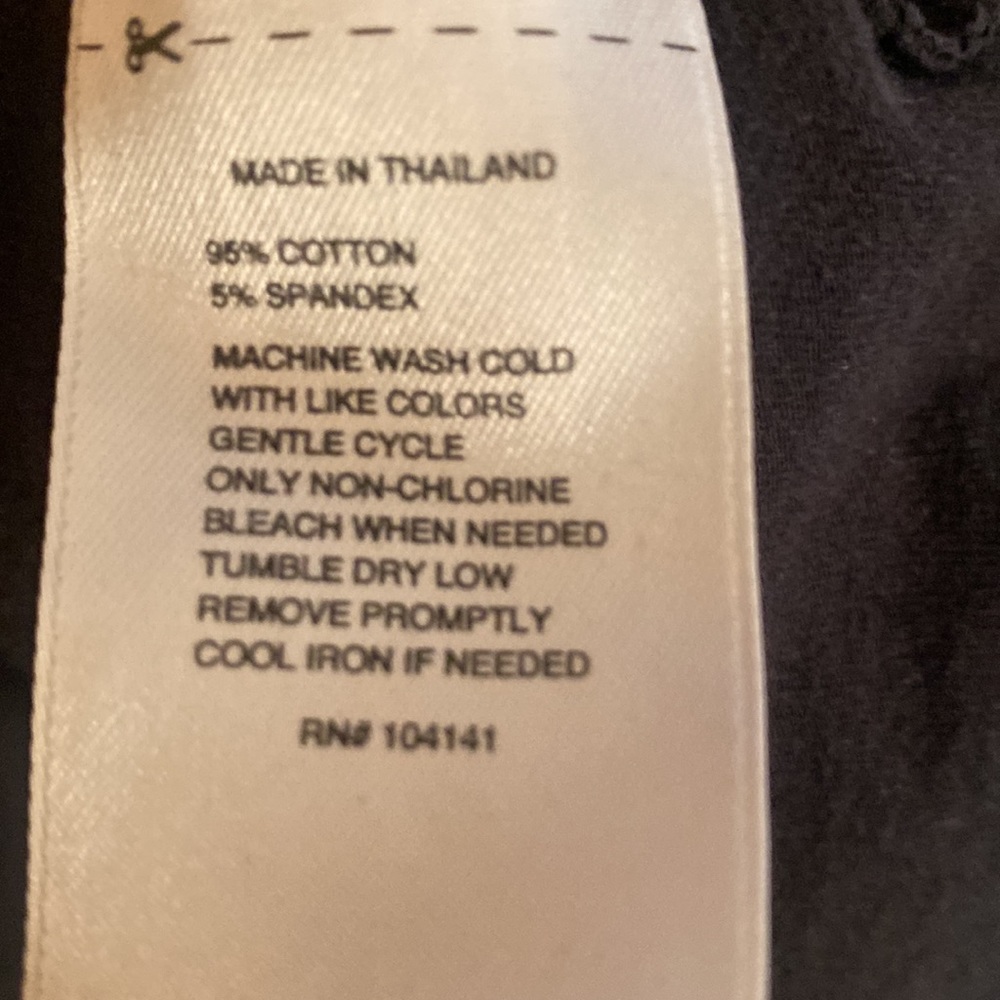 MADE IN THAILAND
95% COTTON
5% SPANDEX
MACHINE WASH COLD
WITH LIKE COLORS
GENTLE CYCLE
ONLY NON-CHLORINE
BLEACH WHEN NEEDED
TUMBLE DRY LOW
REMOVE PROMPTLY
COOL IRON IF NEEDED
RN# 104141